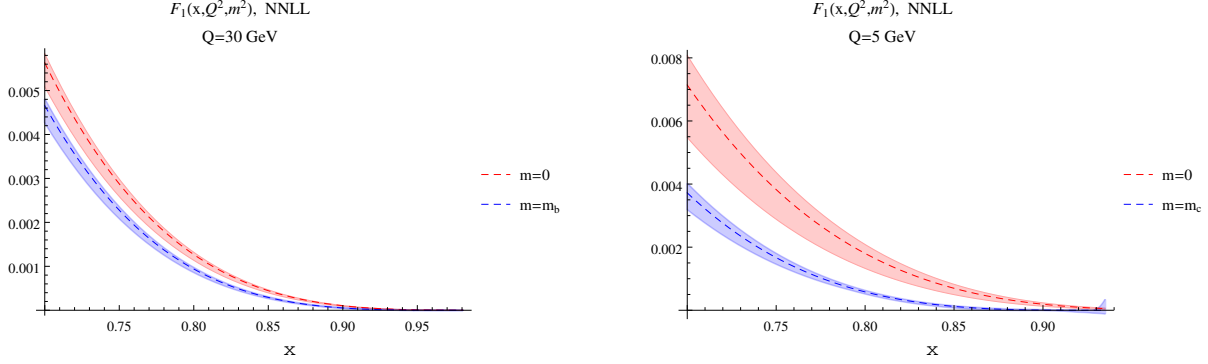 F₁(x,Q²,m²), NNLL
Q=30 GeV
0.005
0.004
0.003
0.002
0.001
0.75 0.80 0.85 0.90 0.95
x
m=0
m=m_b
F₁(x,Q²,m²), NNLL
Q=5 GeV
0.008
0.006
0.004
0.002
0.75 0.80 0.85 0.90
x
m=0
m=m_c